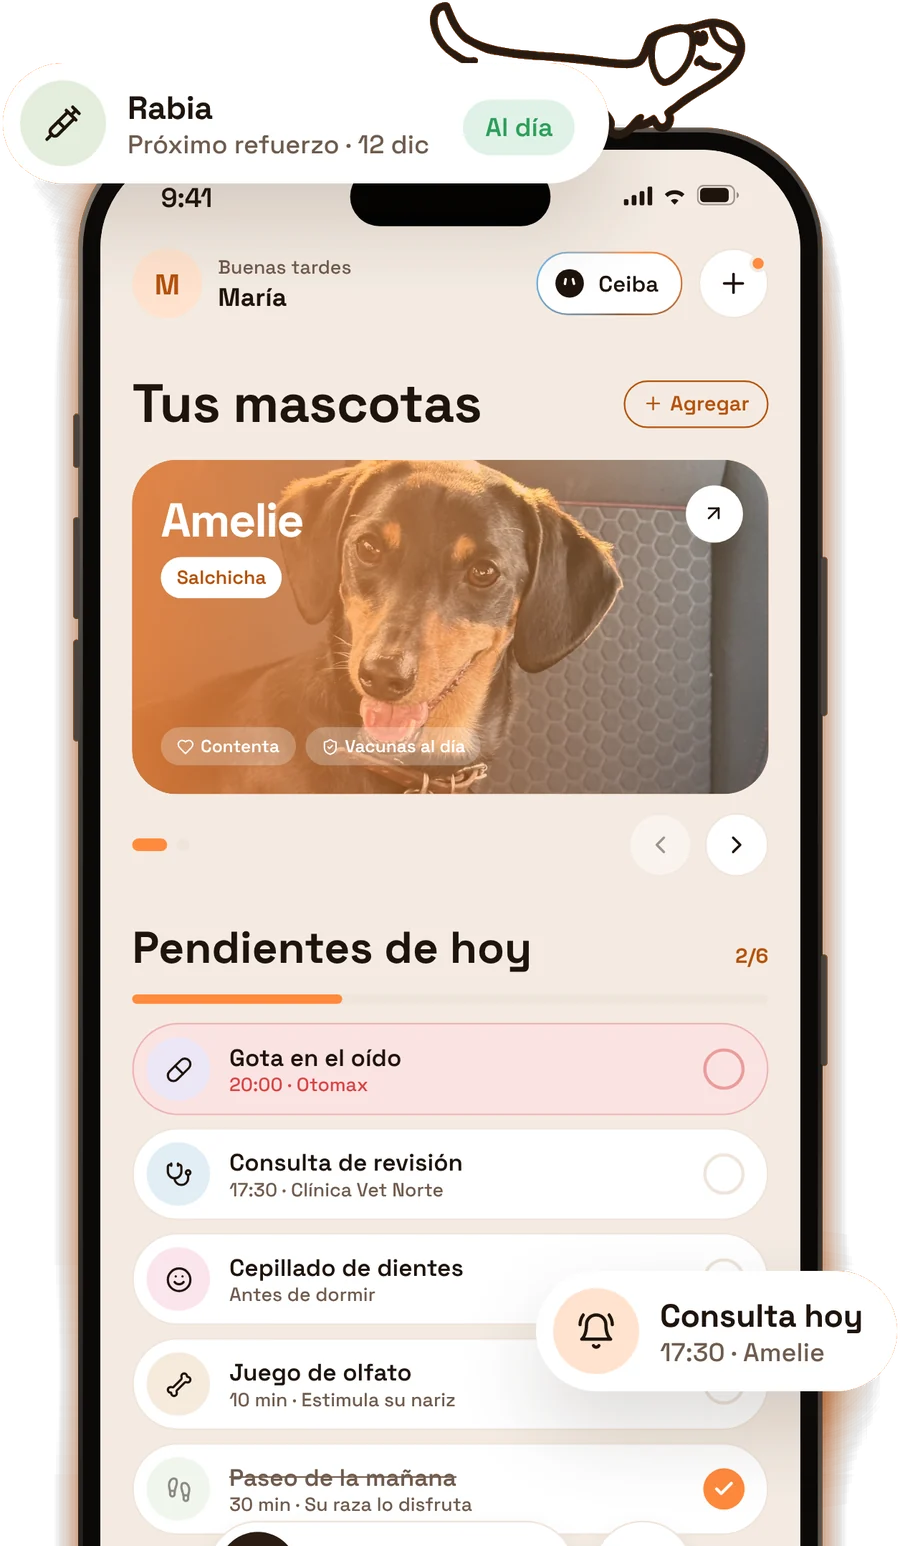 Rabia
Próximo refuerzo · 12 dic
Al día
9:41
M
Buenas tardes
María
Ceiba
Tus mascotas
+ Agregar
Amelie
Salchicha
Contenta
Vacunas al día
Pendientes de hoy
2/6
Gota en el oído
20:00 · Otomax
Consulta de revisión
17:30 · Clínica Vet Norte
Cepillado de dientes
Antes de dormir
Consulta hoy
17:30 · Amelie
Juego de olfato
10 min · Estimula su nariz
Paseo de la mañana
30 min · Su raza lo disfruta